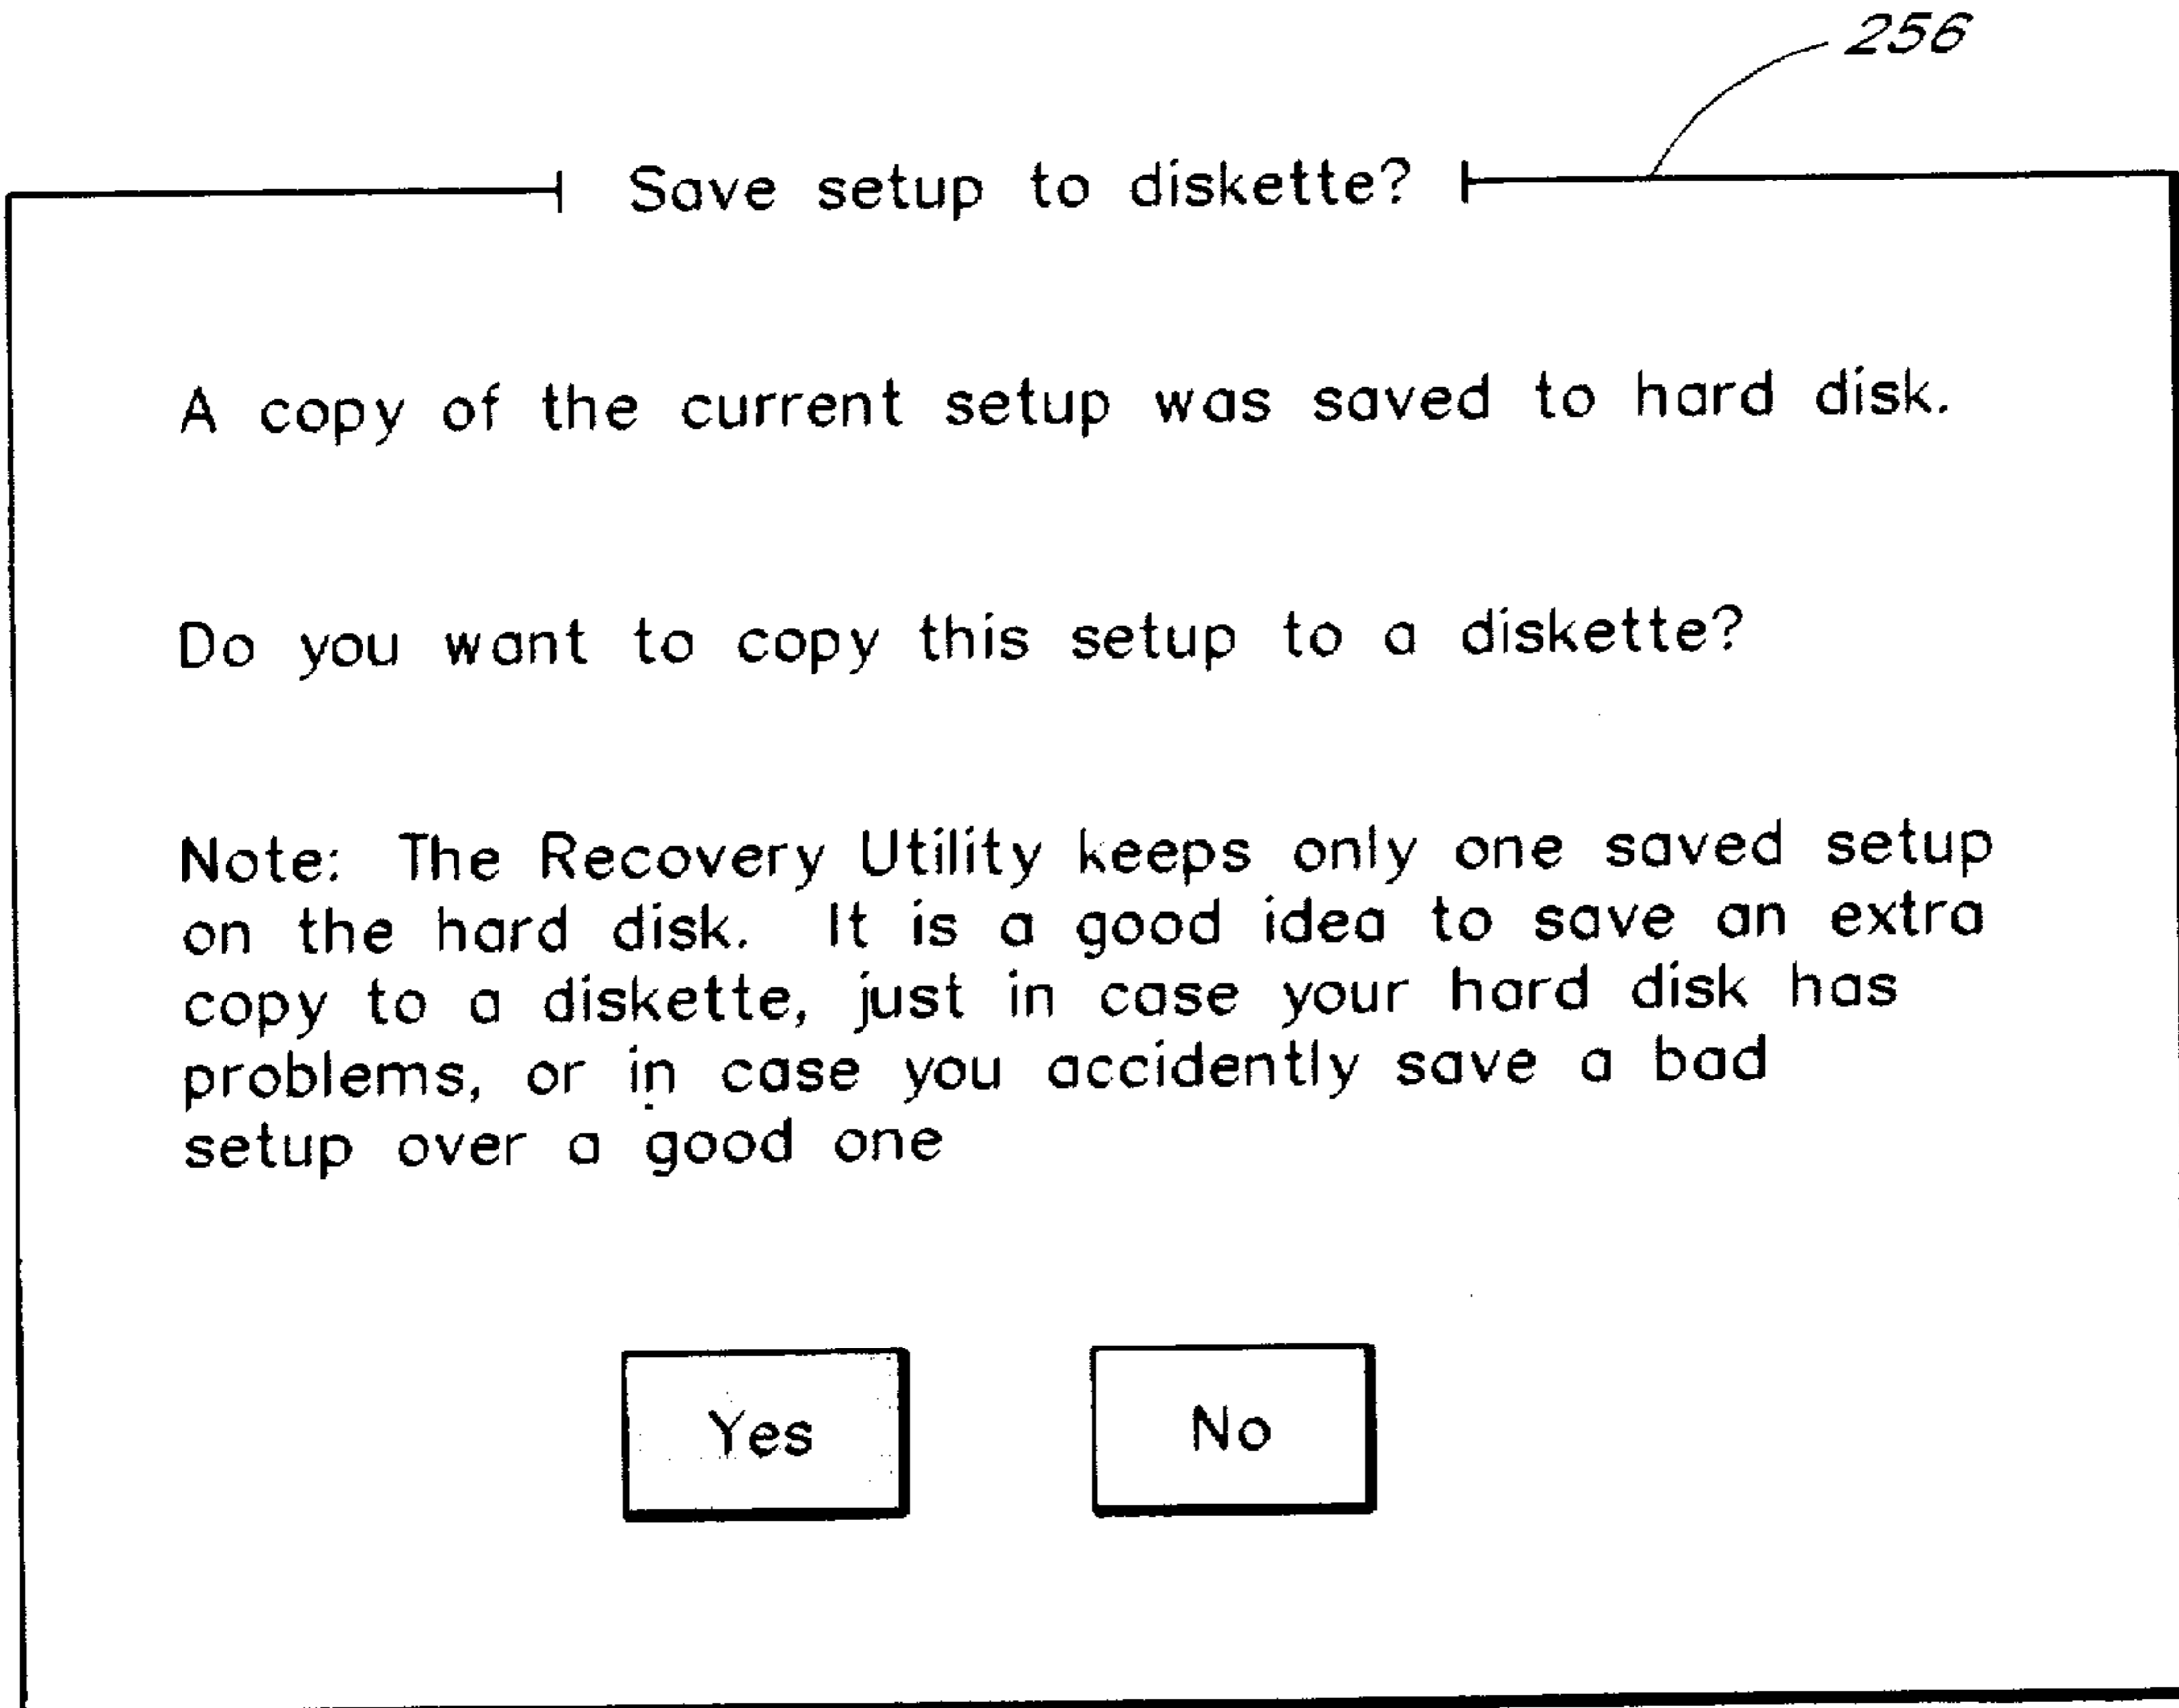 256
Save setup to diskette?
A copy of the current setup was saved to hard disk.
Do you want to copy this setup to a diskette?
Note: The Recovery Utility keeps only one saved setup
on the hard disk. It is a good idea to save an extra
copy to a diskette, just in case your hard disk has
problems, or in case you accidently save a bad
setup over a good one
Yes No